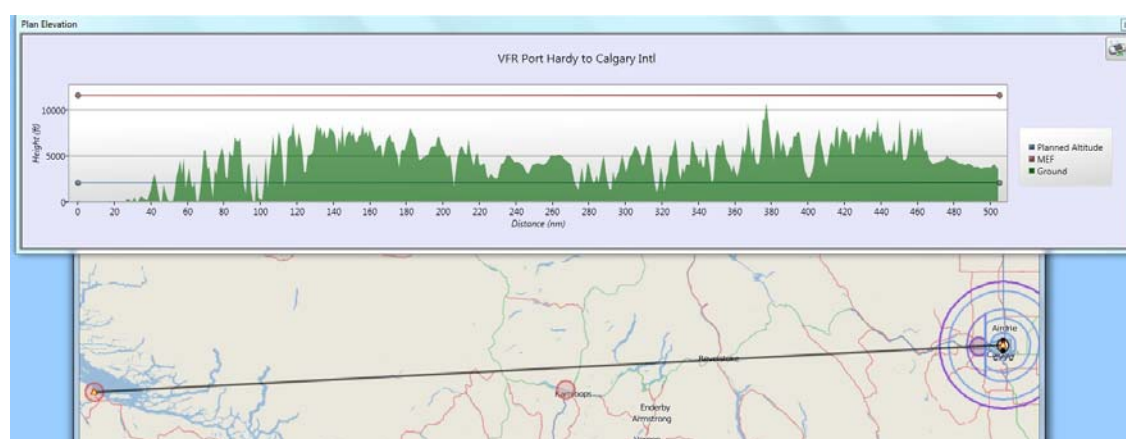 Plan Elevation
VFR Port Hardy to Calgary Intl
Height (ft)
10000
5000
0
0 20 40 60 80 100 120 140 160 180 200 220 240 260 280 300 320 340 360 380 400 420 440 460 480 500
Distance (nm)
Planned Altitude
MEF
Ground
Airdrie
Revelstoke
Kamloops
Enderby
Armstrong